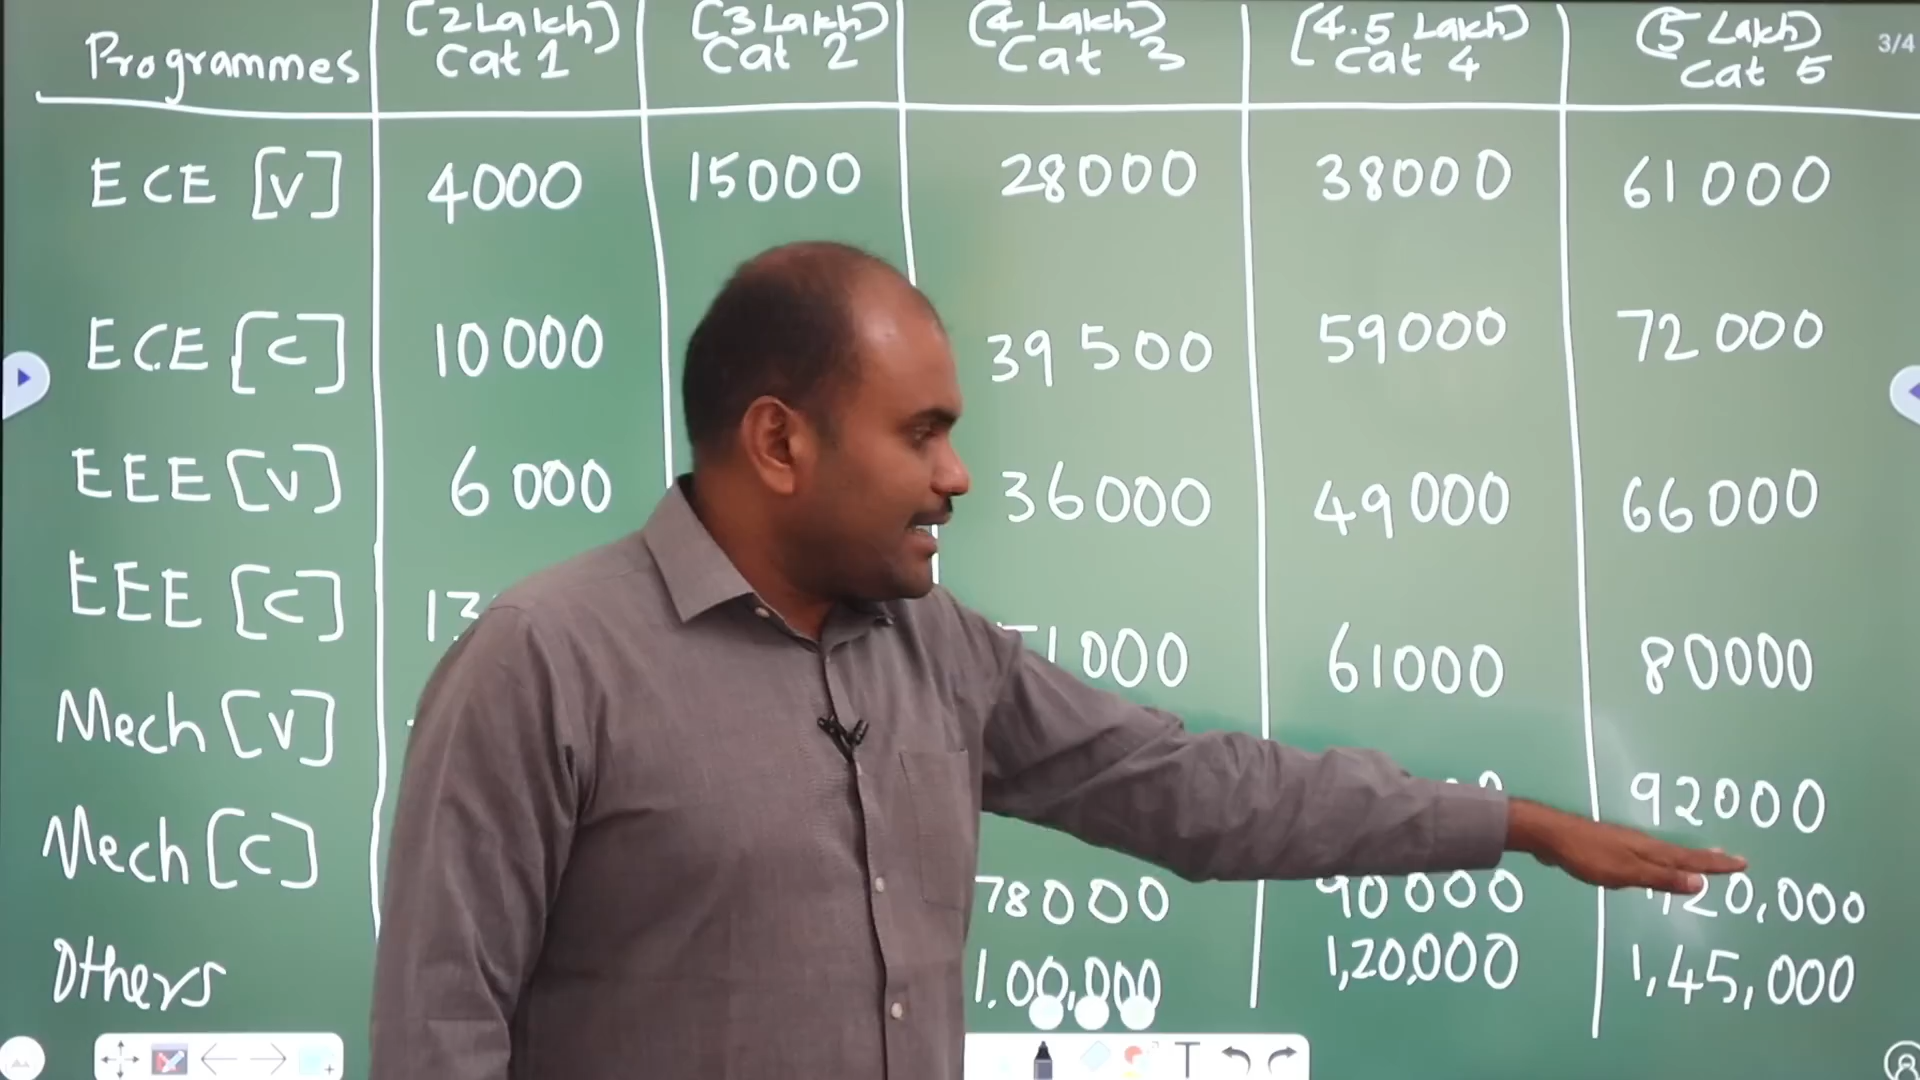 Programmes (2 Lakh) Cat 1 (3 Lakh) Cat 2 (4 Lakh) Cat 3 (4.5 Lakh) Cat 4 (5 Lakh) Cat 5 3/4
ECE [V] 4000 15000 28000 38000 61000
ECE [C] 10000 39500 59000 72000
EEE [V] 6000 36000 49000 66000
EEE [C] 61000 80000
Mech [V] 92000
Mech [C] 78000 90000
Others 1,00,000 1,20,000 1,45,000
T